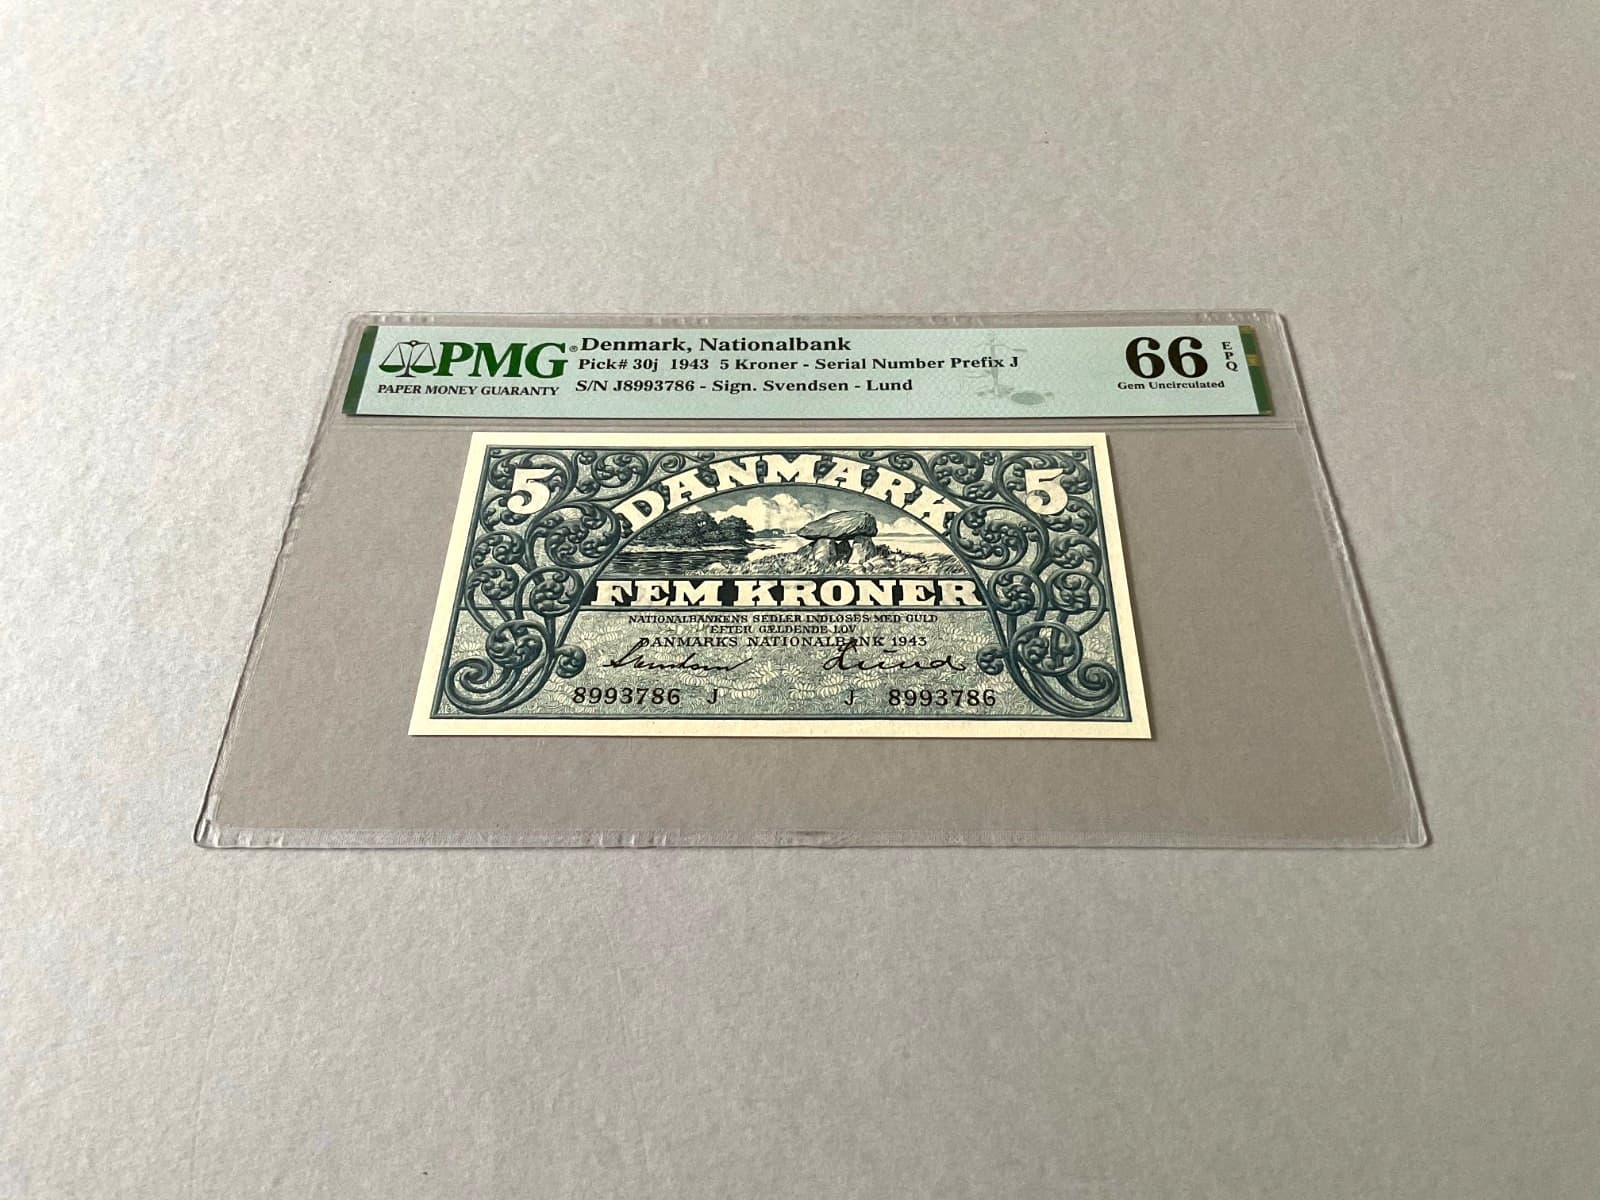 PMG®
PAPER MONEY GUARANTY
Denmark, Nationalbank
Pick# 30j 1943 5 Kroner - Serial Number Prefix J
S/N J8993786 - Sign. Svendsen - Lund
66 EPQ
Gem Uncirculated
5 DANMARK 5
FEM KRONER
NATIONALBANKENS SEDLER INDLØSES MED GULD
EFTER GÆLDENDE LOV
DANMARKS NATIONALBANK 1943
Svendsen Lund
8993786 J J 8993786